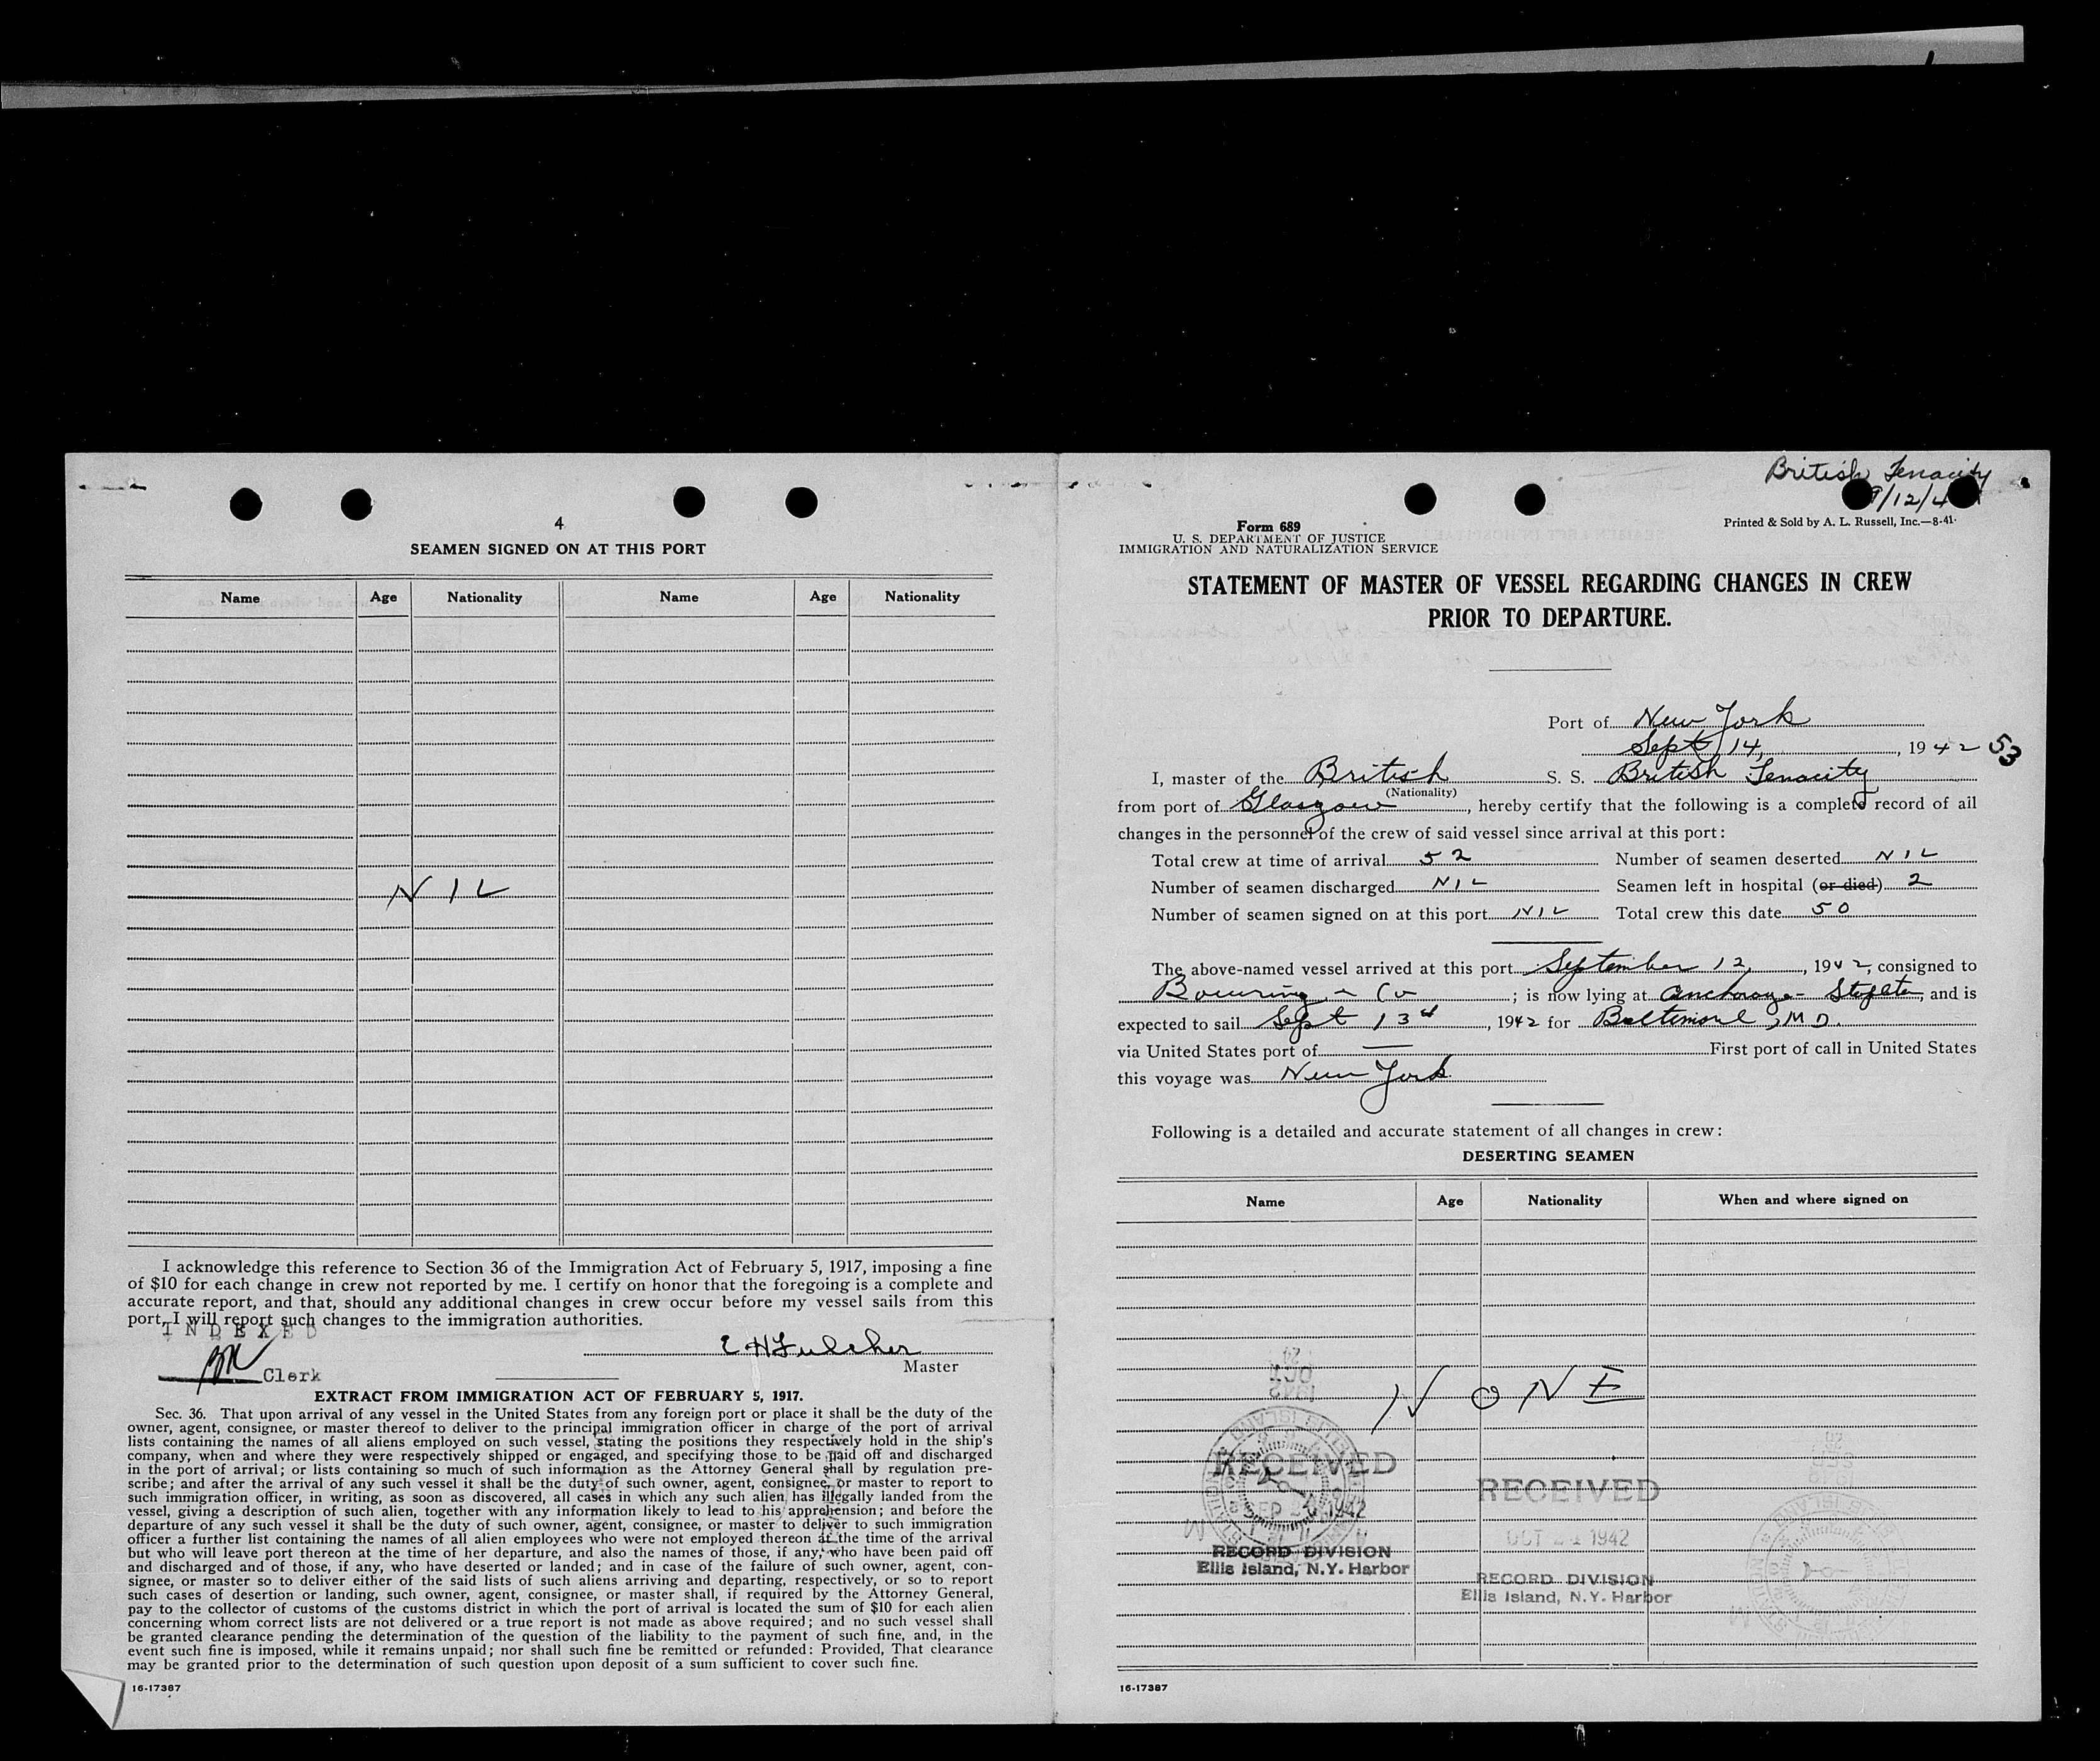 4
SEAMEN SIGNED ON AT THIS PORT
Name Age Nationality Name Age Nationality
NIL
I acknowledge this reference to Section 36 of the Immigration Act of February 5, 1917, imposing a fine
of $10 for each change in crew not reported by me. I certify on honor that the foregoing is a complete and
accurate report, and that, should any additional changes in crew occur before my vessel sails from this
port, I will report such changes to the immigration authorities.
INDEXED
E H Fulcher
Master
Clerk
EXTRACT FROM IMMIGRATION ACT OF FEBRUARY 5, 1917.
Sec. 36. That upon arrival of any vessel in the United States from any foreign port or place it shall be the duty of the
owner, agent, consignee, or master thereof to deliver to the principal immigration officer in charge of the port of arrival
lists containing the names of all aliens employed on such vessel, stating the positions they respectively hold in the ship's
company, when and where they were respectively shipped or engaged, and specifying those to be paid off and discharged
in the port of arrival; or lists containing so much of such information as the Attorney General shall by regulation pre-
scribe; and after the arrival of any such vessel it shall be the duty of such owner, agent, consignee, or master to report to
such immigration officer, in writing, as soon as discovered, all cases in which any such alien has illegally landed from the
vessel, giving a description of such alien, together with any information likely to lead to his apprehension; and before the
departure of any such vessel it shall be the duty of such owner, agent, consignee, or master to deliver to such immigration
officer a further list containing the names of all alien employees who were not employed thereon at the time of the arrival
but who will leave port thereon at the time of her departure, and also the names of those, if any, who have been paid off
and discharged and of those, if any, who have deserted or landed; and in case of the failure of such owner, agent, con-
signee, or master so to deliver either of the said lists of such aliens arriving and departing, respectively, or so to report
such cases of desertion or landing, such owner, agent, consignee, or master shall, if required by the Attorney General,
pay to the collector of customs of the customs district in which the port of arrival is located the sum of $10 for each alien
concerning whom correct lists are not delivered or a true report is not made as above required; and no such vessel shall
be granted clearance pending the determination of the question of the liability to the payment of such fine, and, in the
event such fine is imposed, while it remains unpaid; nor shall such fine be remitted or refunded: Provided, That clearance
may be granted prior to the determination of such question upon deposit of a sum sufficient to cover such fine.
16-17387
British Tenacity
9/12/4
Form 689
U. S. DEPARTMENT OF JUSTICE
IMMIGRATION AND NATURALIZATION SERVICE
Printed & Sold by A. L. Russell, Inc.—8-41
STATEMENT OF MASTER OF VESSEL REGARDING CHANGES IN CREW
PRIOR TO DEPARTURE.
Port of New York
Sept 14, 1942 53
I, master of the British S. S. British Tenacity
(Nationality)
from port of Glasgow, hereby certify that the following is a complete record of all
changes in the personnel of the crew of said vessel since arrival at this port:
Total crew at time of arrival 52 Number of seamen deserted NIL
Number of seamen discharged NIL Seamen left in hospital (or died) 2
Number of seamen signed on at this port NIL Total crew this date 50
The above-named vessel arrived at this port September 12, 1942, consigned to
Bowring & Co; is now lying at anchorage Stapleton, and is
expected to sail Sept 13th, 1942 for Baltimore, MD.
via United States port of — First port of call in United States
this voyage was New York
Following is a detailed and accurate statement of all changes in crew:
DESERTING SEAMEN
Name Age Nationality When and where signed on
NONE
RECEIVED
SEP 1942
RECORD DIVISION
Ellis Island, N.Y. Harbor
RECEIVED
OCT 1942
RECORD DIVISION
Ellis Island, N.Y. Harbor
16-17387